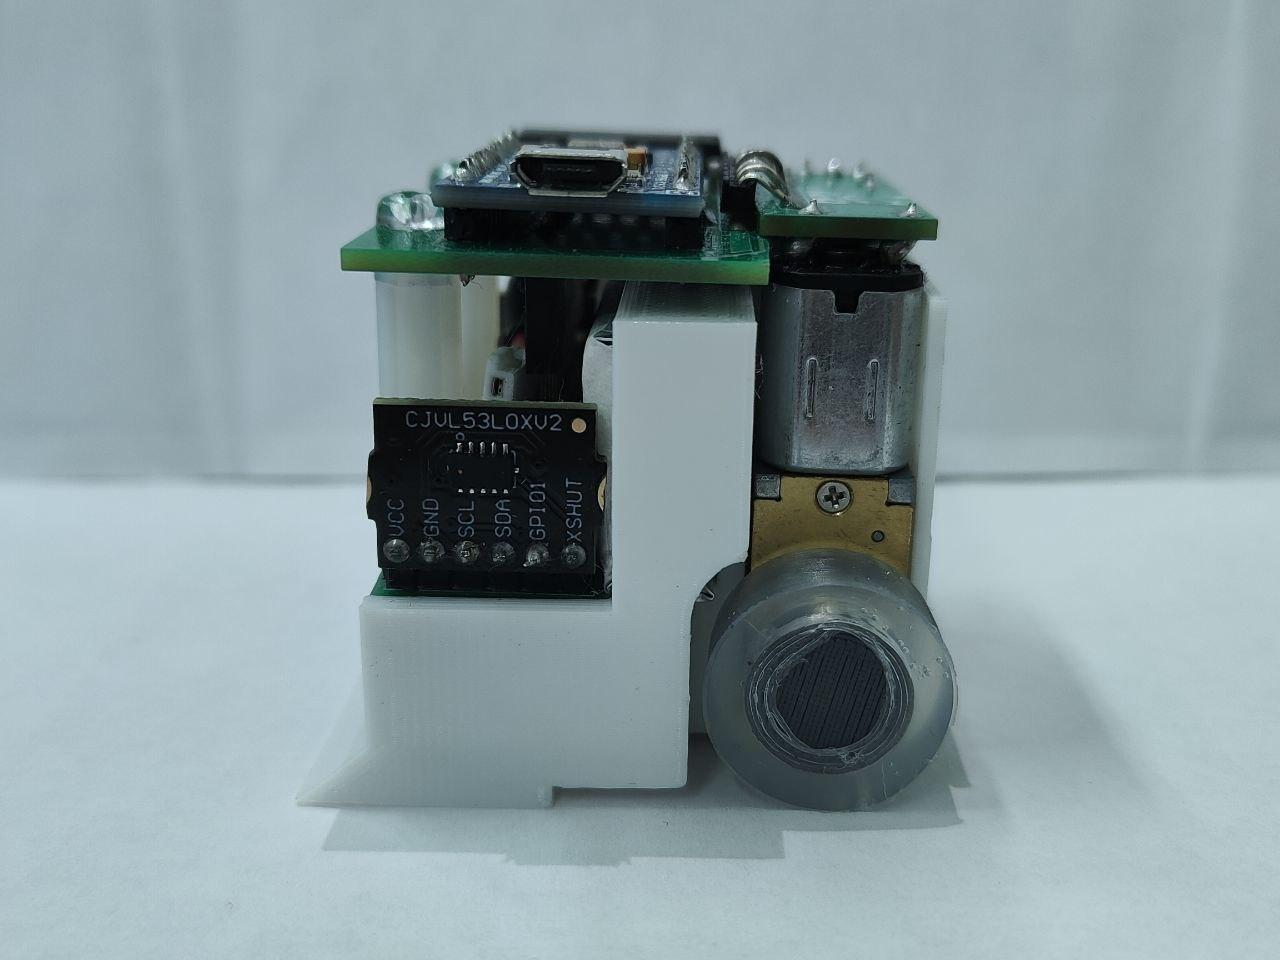 CJVL53L0XV2
VCC
GND
SCL
SDA
GPIO1
XSHUT